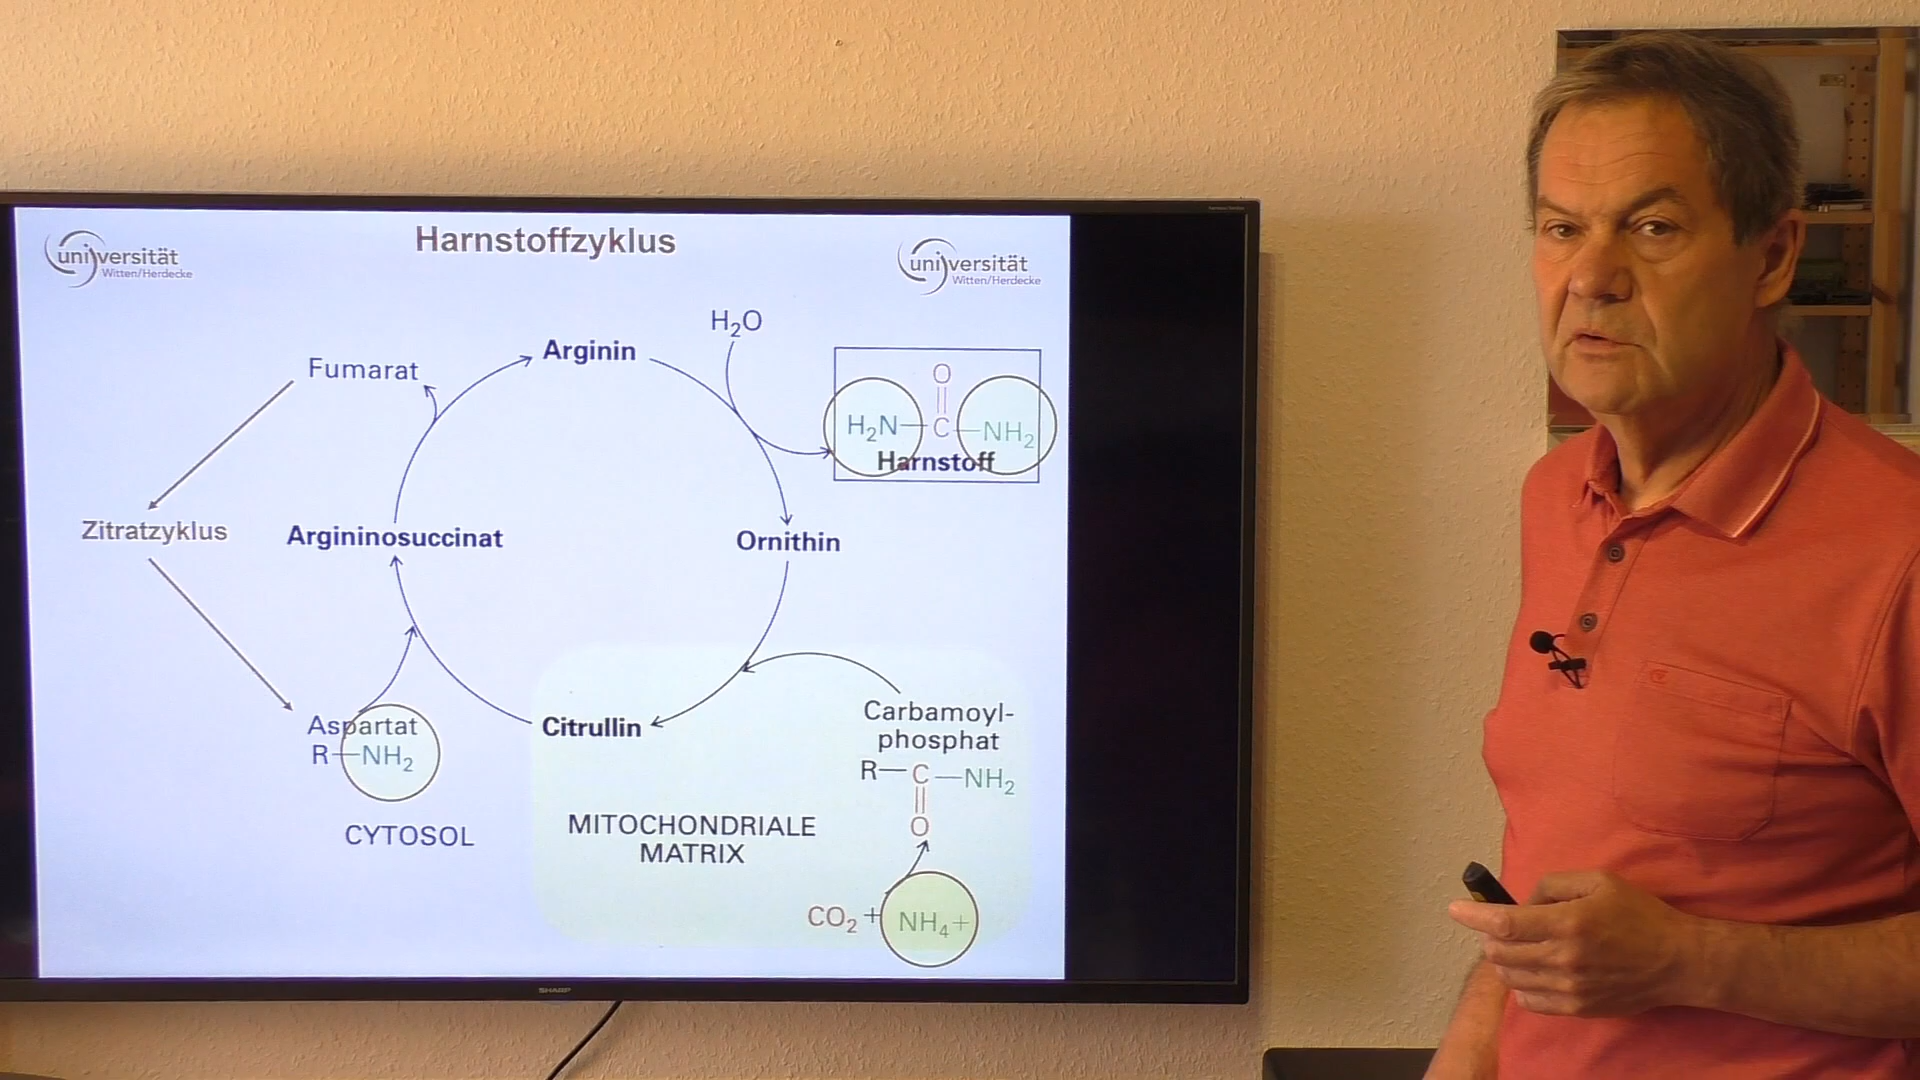 universität
Witten/Herdecke
Harnstoffzyklus
universität
Witten/Herdecke
H₂O
Arginin
Fumarat
O
H₂N—C—NH₂
Harnstoff
Zitratzyklus
Argininosuccinat
Ornithin
Aspartat
R—NH₂
Citrullin
Carbamoyl-
phosphat
R—C—NH₂
O
CYTOSOL
MITOCHONDRIALE
MATRIX
CO₂ + NH₄+
SHARP